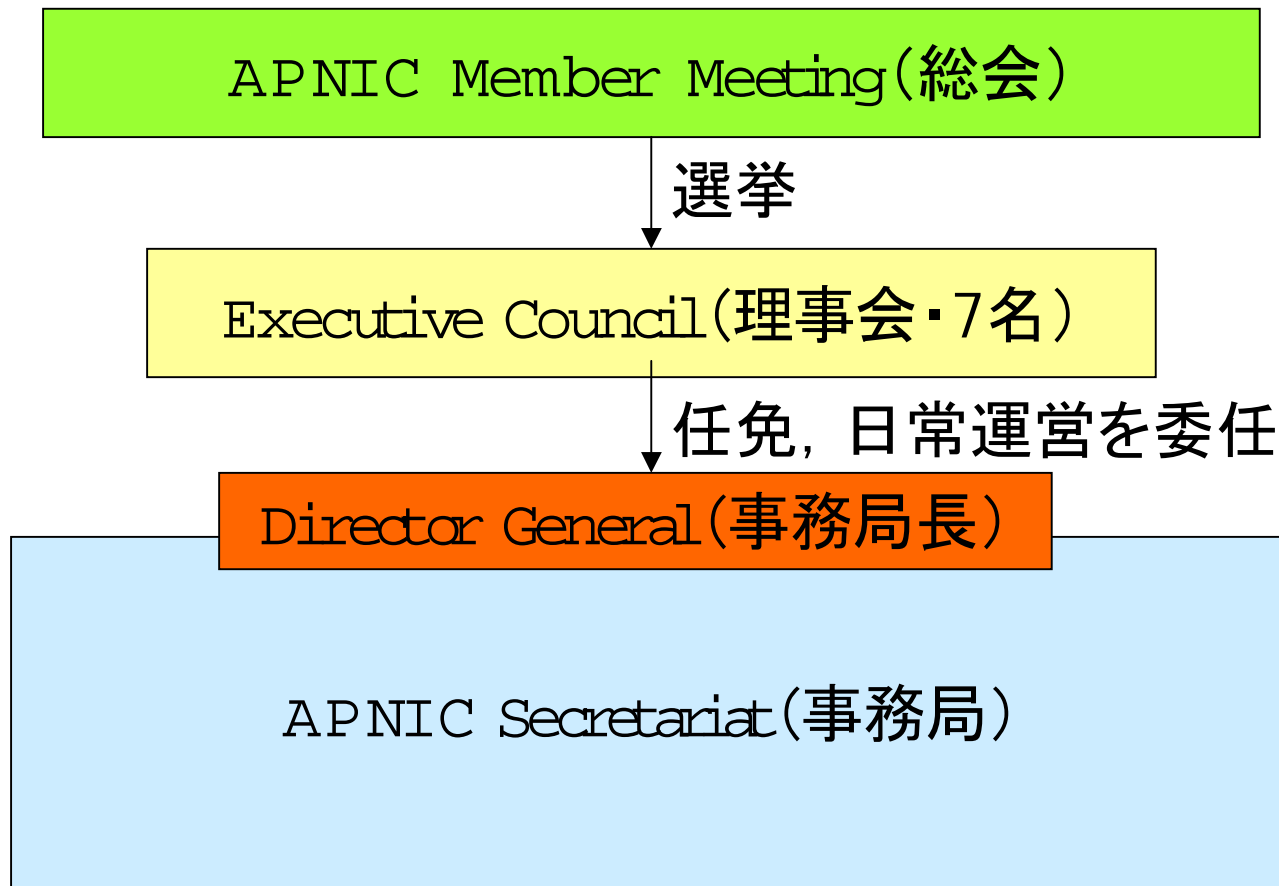 APNIC Member Meeting(総会)
選挙
Executive Council(理事会・7名)
任免，日常運営を委任
Director General(事務局長)
APNIC Secretariat(事務局)